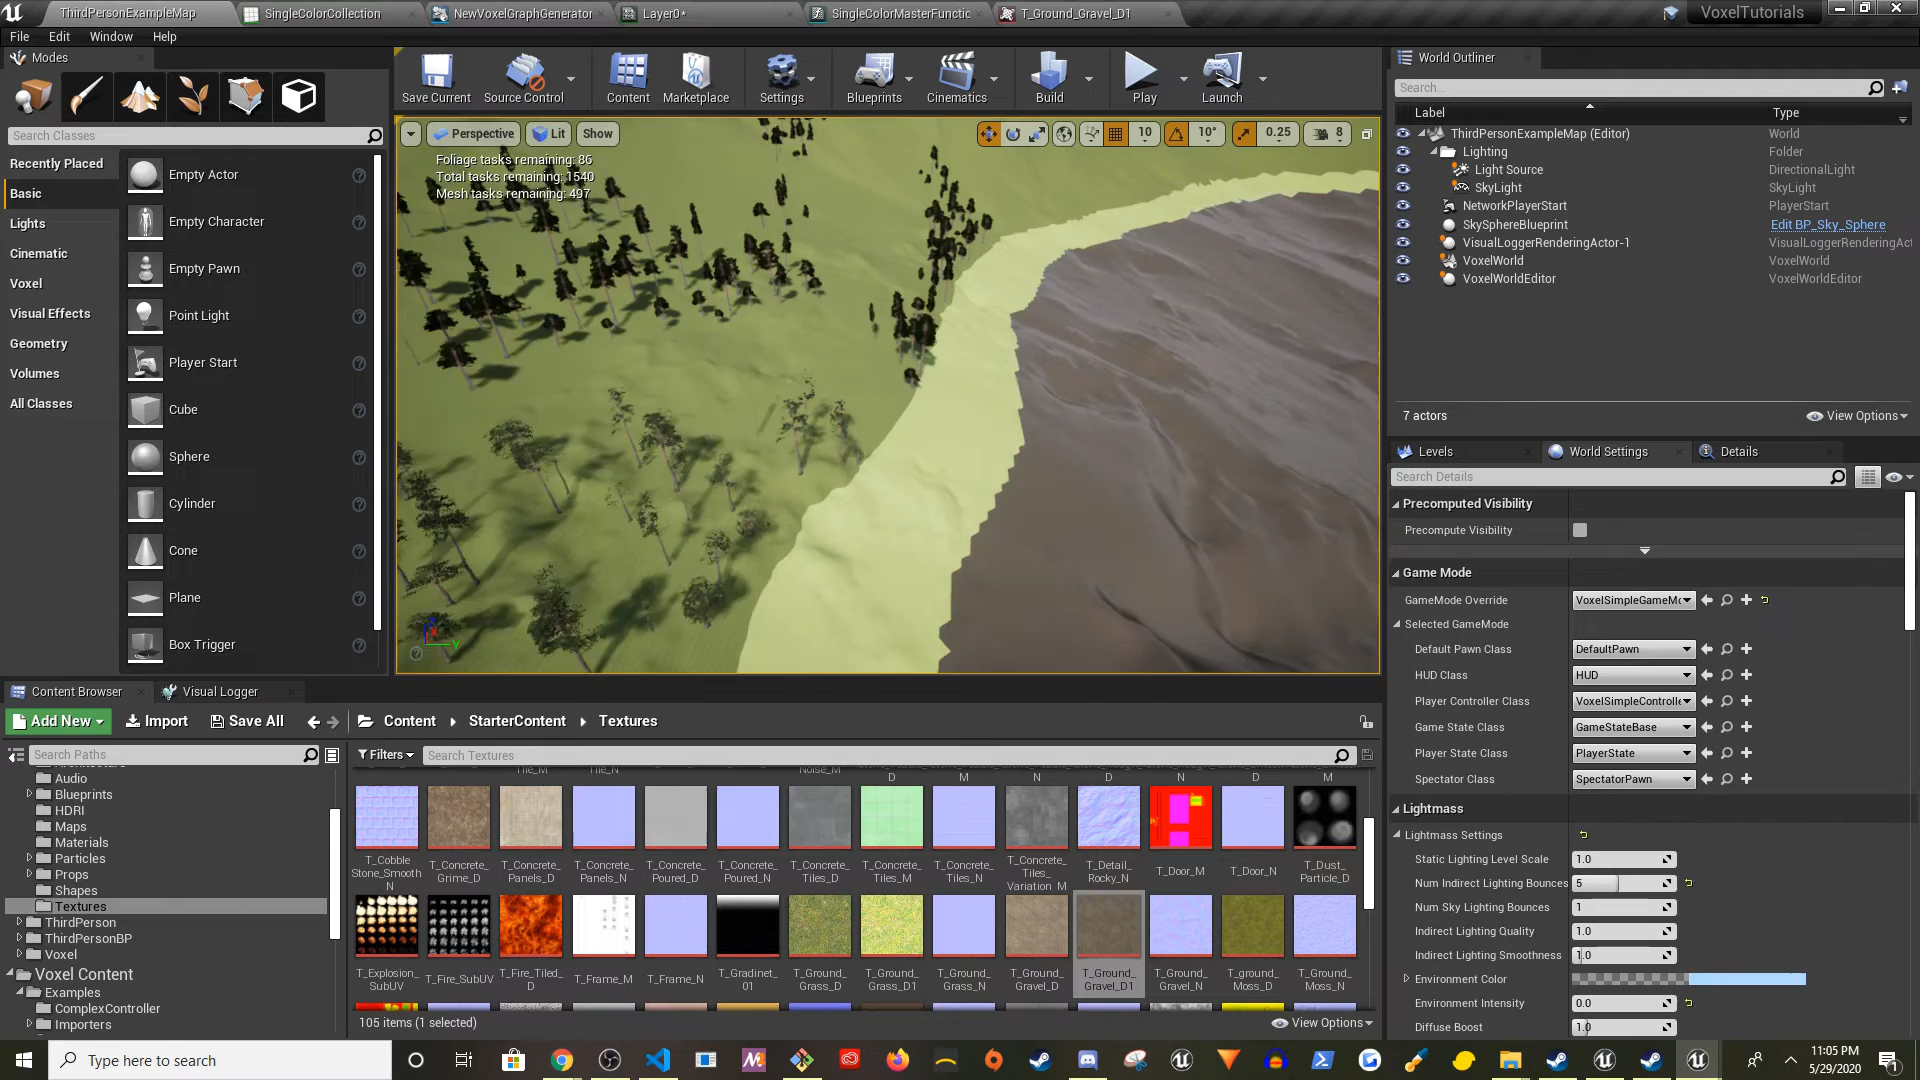 ThirdPersonExampleMap
SingleColorCollection
NewVoxelGraphGenerator
Layer0*
SingleColorMasterFunctic
T_Ground_Gravel_D1
VoxelTutorials
File Edit Window Help
Modes
Search Classes
Recently Placed
Basic
Lights
Cinematic
Voxel
Visual Effects
Geometry
Volumes
All Classes
Empty Actor
Empty Character
Empty Pawn
Point Light
Player Start
Cube
Sphere
Cylinder
Cone
Plane
Box Trigger
Save Current Source Control Content Marketplace Settings Blueprints Cinematics Build Play Launch
Perspective Lit Show
10 10° 0.25 8
Foliage tasks remaining: 86
Total tasks remaining: 1540
Mesh tasks remaining: 497
X Y
World Outliner
Search...
Label Type
ThirdPersonExampleMap (Editor) World
Lighting Folder
Light Source DirectionalLight
SkyLight SkyLight
NetworkPlayerStart PlayerStart
SkySphereBlueprint Edit BP_Sky_Sphere
VisualLoggerRenderingActor-1 VisualLoggerRenderingAct
VoxelWorld VoxelWorld
VoxelWorldEditor VoxelWorldEditor
7 actors View Options
Levels World Settings Details
Search Details
Precomputed Visibility
Precompute Visibility
Game Mode
GameMode Override VoxelSimpleGameMo
Selected GameMode
Default Pawn Class DefaultPawn
HUD Class HUD
Player Controller Class VoxelSimpleControlle
Game State Class GameStateBase
Player State Class PlayerState
Spectator Class SpectatorPawn
Lightmass
Lightmass Settings
Static Lighting Level Scale 1.0
Num Indirect Lighting Bounces 5
Num Sky Lighting Bounces 1
Indirect Lighting Quality 1.0
Indirect Lighting Smoothness 1.0
Environment Color
Environment Intensity 0.0
Diffuse Boost 1.0
Content Browser Visual Logger
Add New Import Save All Content StarterContent Textures
Search Paths
Filters Search Textures
Audio
Blueprints
HDRI
Maps
Materials
Particles
Props
Shapes
Textures
ThirdPerson
ThirdPersonBP
Voxel
Voxel Content
Examples
ComplexController
Importers
Tile_M Tile_N Noise_M D M N D N D M
T_Cobble_ Stone_Smooth N
T_Concrete_ Grime_D
T_Concrete_ Panels_D
T_Concrete_ Panels_N
T_Concrete_ Poured_D
T_Concrete_ Poured_N
T_Concrete_ Tiles_D
T_Concrete_ Tiles_M
T_Concrete_ Tiles_N
T_Concrete_ Tiles_ Variation_M
T_Detail_ Rocky_N
T_Door_M
T_Door_N
T_Dust_ Particle_D
T_Explosion_ SubUV
T_Fire_SubUV
T_Fire_Tiled_ D
T_Frame_M
T_Frame_N
T_Gradinet_ 01
T_Ground_ Grass_D
T_Ground_ Grass_D1
T_Ground_ Grass_N
T_Ground_ Gravel_D
T_Ground_ Gravel_D1
T_Ground_ Gravel_N
T_ground_ Moss_D
T_Ground_ Moss_N
105 items (1 selected) View Options
Type here to search
11:05 PM
5/29/2020
1